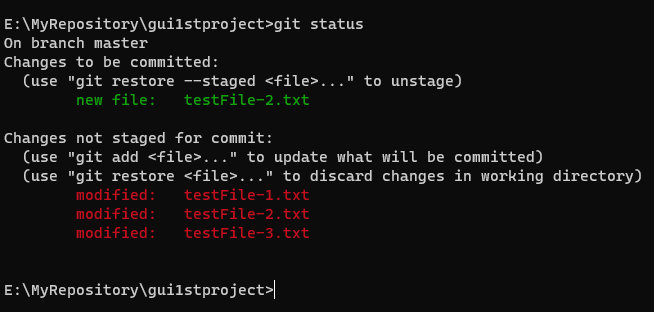 E:\MyRepository\gui1stproject>git status
On branch master
Changes to be committed:
  (use "git restore --staged <file>..." to unstage)
        new file:   testFile-2.txt

Changes not staged for commit:
  (use "git add <file>..." to update what will be committed)
  (use "git restore <file>..." to discard changes in working directory)
        modified:   testFile-1.txt
        modified:   testFile-2.txt
        modified:   testFile-3.txt

E:\MyRepository\gui1stproject>